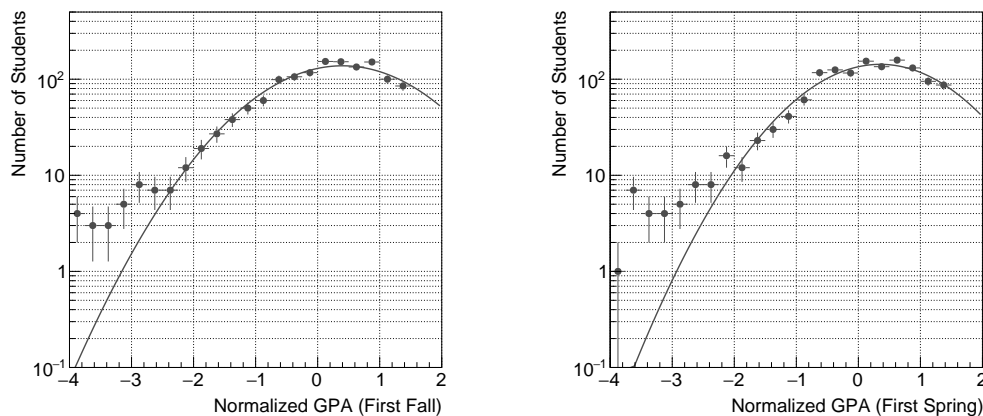 Number of Students
10²
10
1
10⁻¹
−4 −3 −2 −1 0 1 2
Normalized GPA (First Fall)
Number of Students
10²
10
1
10⁻¹
−4 −3 −2 −1 0 1 2
Normalized GPA (First Spring)